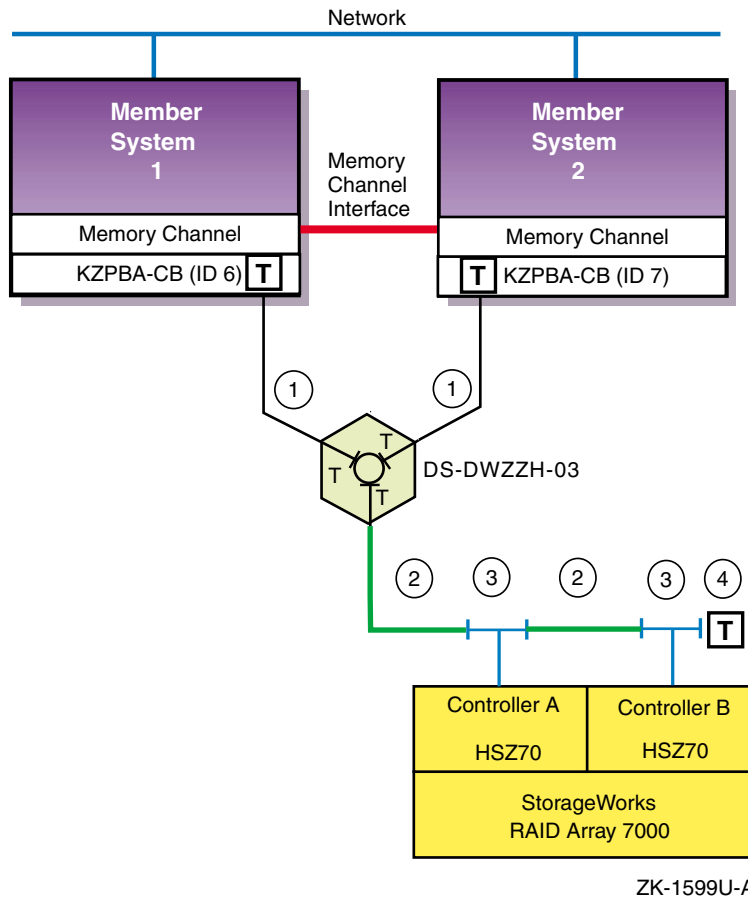 Network
Member
System
1
Member
System
2
Memory
Channel
Interface
Memory Channel
Memory Channel
KZPBA-CB (ID 6)
T
T
KZPBA-CB (ID 7)
1
1
T
T
T
DS-DWZZH-03
2
3
2
3
4
T
Controller A
HSZ70
Controller B
HSZ70
StorageWorks
RAID Array 7000
ZK-1599U-A